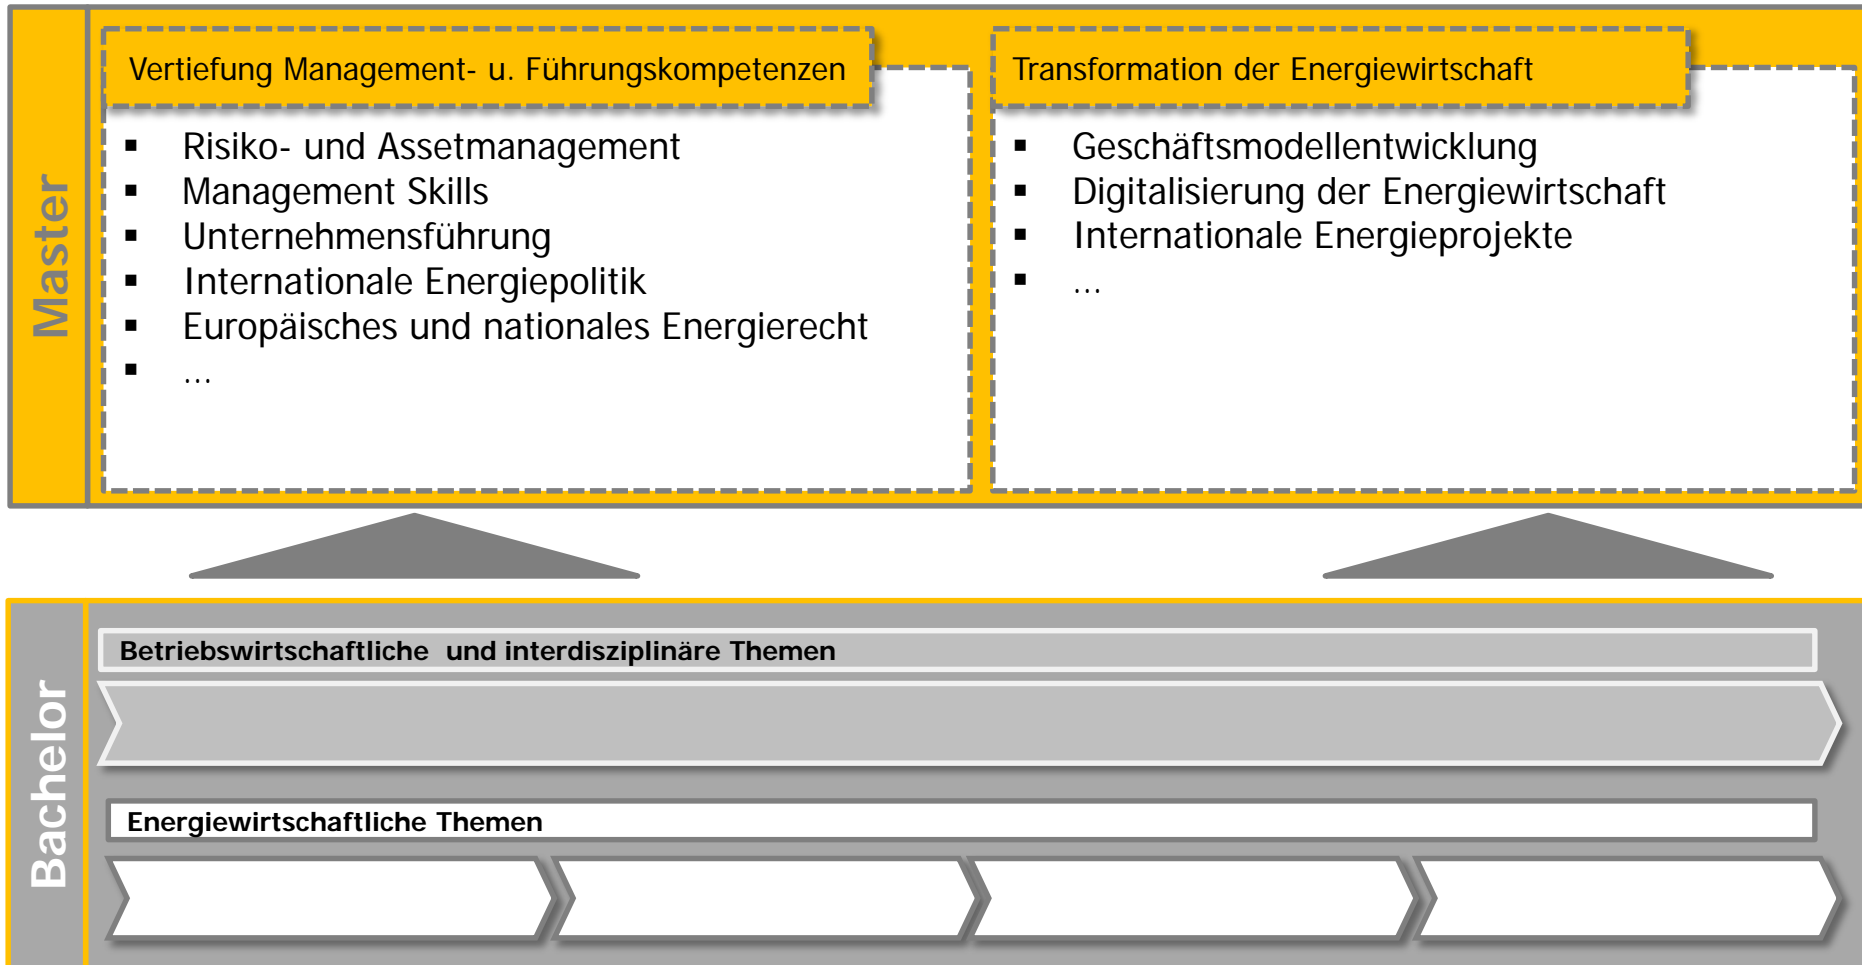 Master
Vertiefung Management- u. Führungskompetenzen
▪ Risiko- und Assetmanagement
▪ Management Skills
▪ Unternehmensführung
▪ Internationale Energiepolitik
▪ Europäisches und nationales Energierecht
▪ ...
Transformation der Energiewirtschaft
▪ Geschäftsmodellentwicklung
▪ Digitalisierung der Energiewirtschaft
▪ Internationale Energieprojekte
▪ ...
Bachelor
Betriebswirtschaftliche und interdisziplinäre Themen
Energiewirtschaftliche Themen